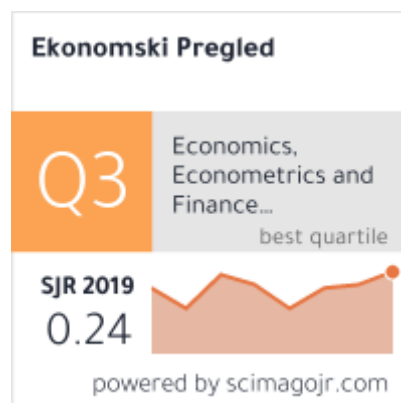 Ekonomski Pregled
Q3
Economics,
Econometrics and
Finance...
best quartile
SJR 2019
0.24
powered by scimagojr.com